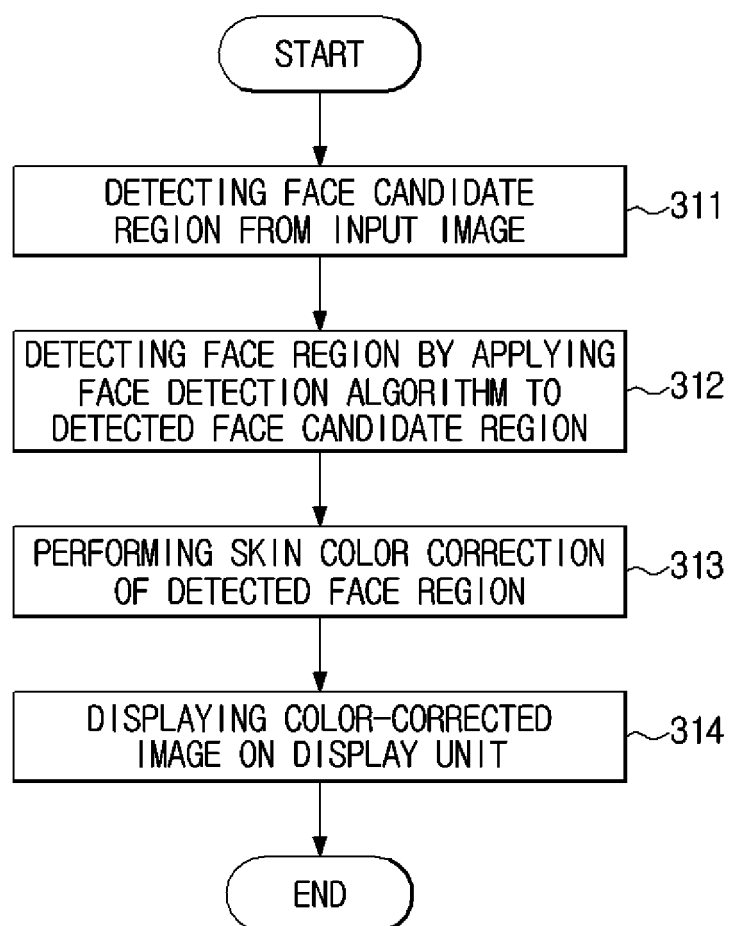 START
DETECTING FACE CANDIDATE
REGION FROM INPUT IMAGE
311
DETECTING FACE REGION BY APPLYING
FACE DETECTION ALGORITHM TO
DETECTED FACE CANDIDATE REGION
312
PERFORMING SKIN COLOR CORRECTION
OF DETECTED FACE REGION
313
DISPLAYING COLOR-CORRECTED
IMAGE ON DISPLAY UNIT
314
END